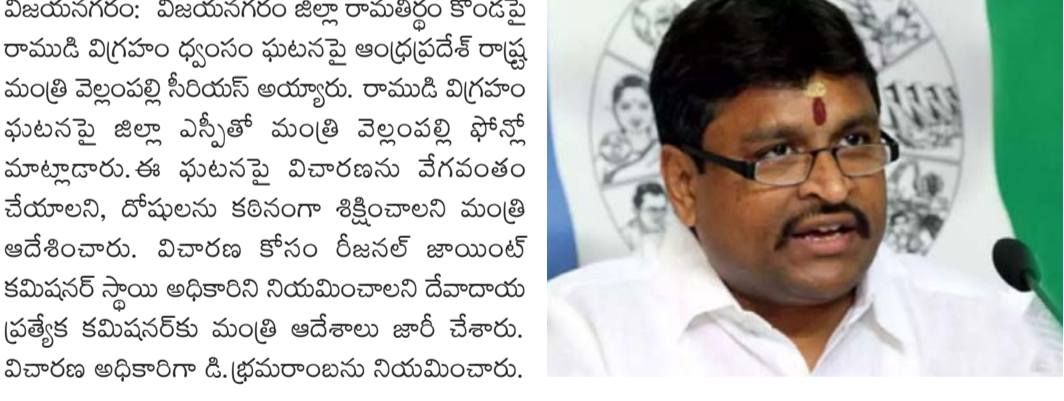 విజయనగరం: విజయనగరం జిల్లా రామతీర్థం కొండపై
రాముడి విగ్రహం ధ్వంసం ఘటనపై ఆంధ్రప్రదేశ్ రాష్ట్ర
మంత్రి వెల్లంపల్లి సీరియస్ అయ్యారు. రాముడి విగ్రహం
ఘటనపై జిల్లా ఎస్పీతో మంత్రి వెల్లంపల్లి ఫోన్లో
మాట్లాడారు. ఈ ఘటనపై విచారణను వేగవంతం
చేయాలని, దోషులను కఠినంగా శిక్షించాలని మంత్రి
ఆదేశించారు. విచారణ కోసం రీజనల్ జాయింట్
కమిషనర్ స్థాయి అధికారిని నియమించాలని దేవాదాయ
ప్రత్యేక కమిషనర్‌కు మంత్రి ఆదేశాలు జారీ చేశారు.
విచారణ అధికారిగా డి.భ్రమరాంబను నియమించారు.